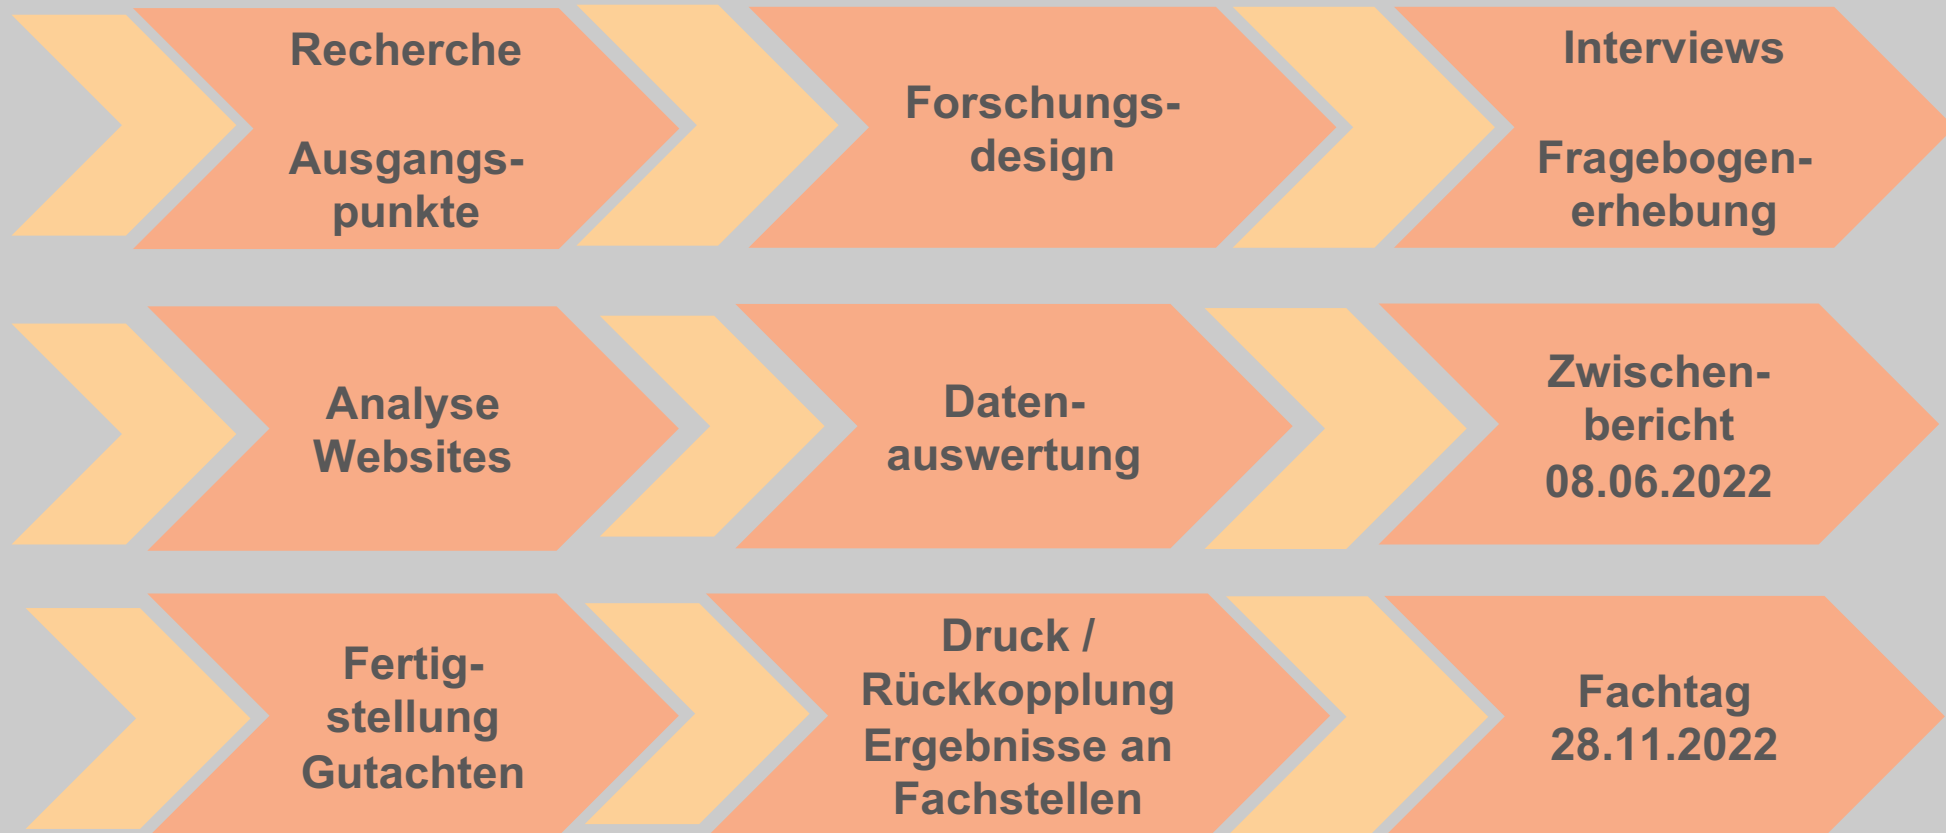 Recherche
Ausgangs-
punkte
Forschungs-
design
Interviews
Fragebogen-
erhebung
Analyse
Websites
Daten-
auswertung
Zwischen-
bericht
08.06.2022
Fertig-
stellung
Gutachten
Druck /
Rückkopplung
Ergebnisse an
Fachstellen
Fachtag
28.11.2022